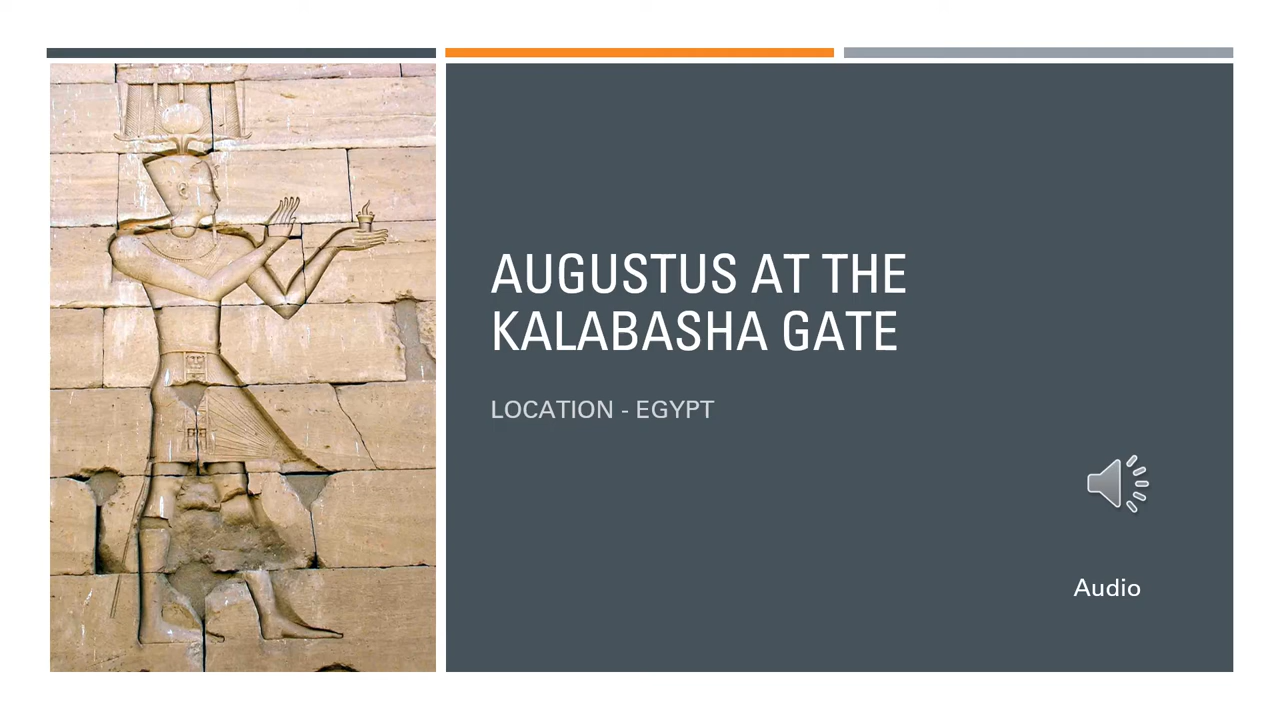 AUGUSTUS AT THE
KALABASHA GATE
LOCATION - EGYPT
Audio